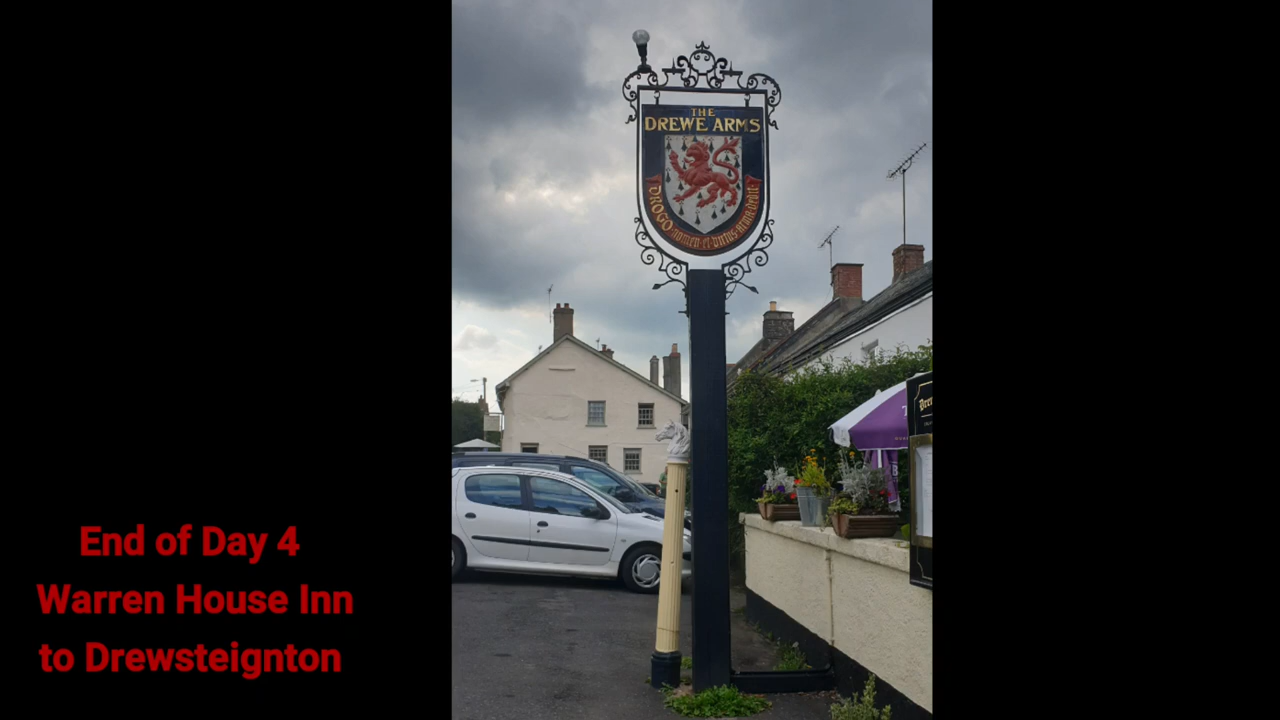 THE
DREWE ARMS
DROGO nomen et virtus arma dedit
End of Day 4
Warren House Inn
to Drewsteignton